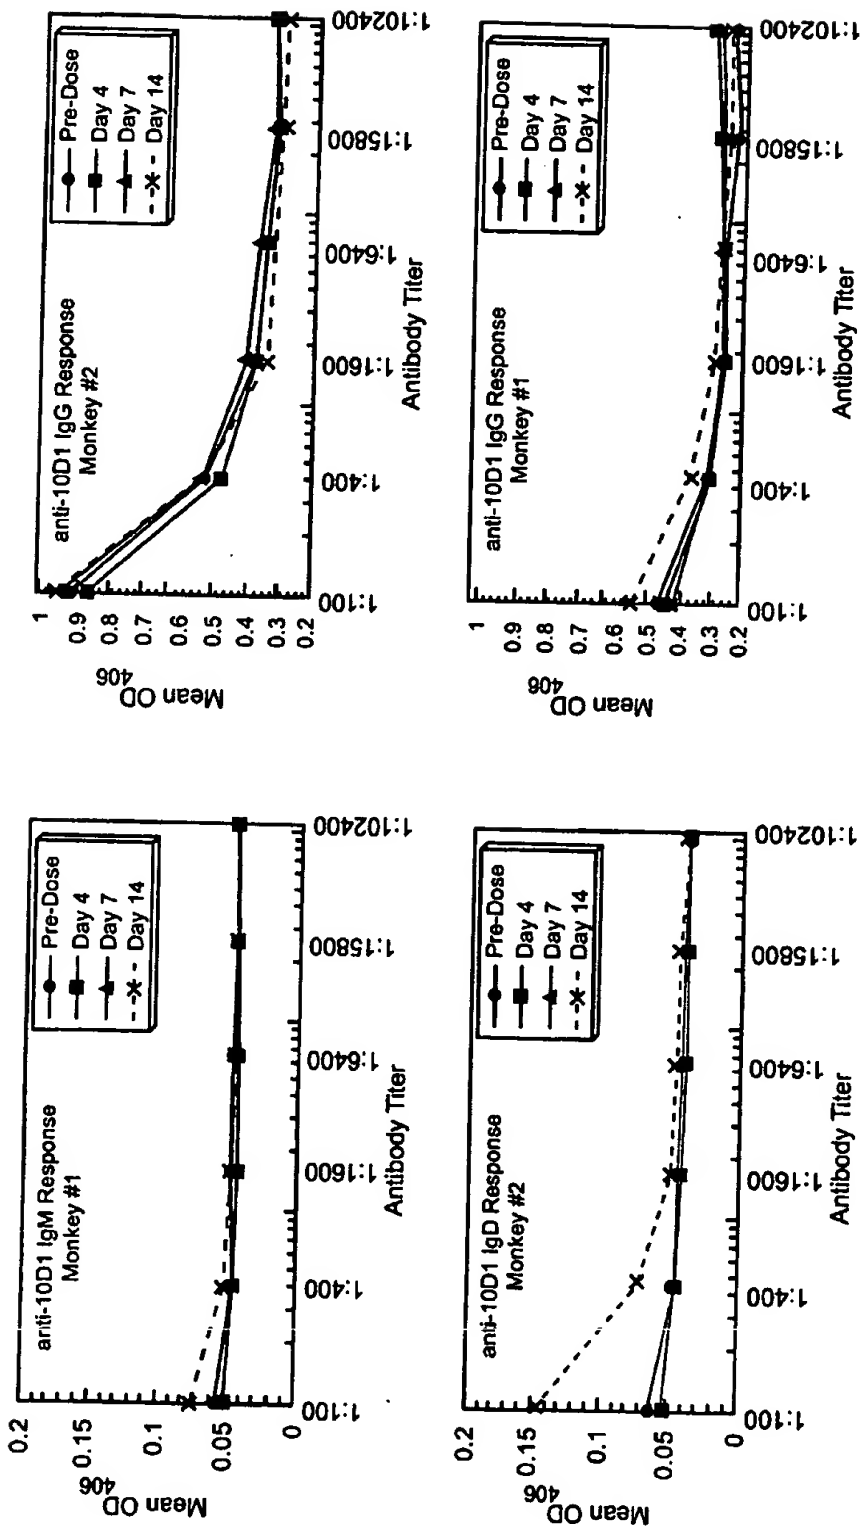 anti-10D1 IgM Response
Monkey #1
Pre-Dose
Day 4
Day 7
Day 14
0.2
0.15
0.1
0.05
0
Mean OD
406
1:100
1:400
1:1600
1:6400
1:15800
1:102400
Antibody Titer
anti-10D1 IgG Response
Monkey #2
Pre-Dose
Day 4
Day 7
Day 14
1
0.9
0.8
0.7
0.6
0.5
0.4
0.3
0.2
Mean OD
406
1:100
1:400
1:1600
1:6400
1:15800
1:102400
Antibody Titer
anti-10D1 IgD Response
Monkey #2
Pre-Dose
Day 4
Day 7
Day 14
0.2
0.15
0.1
0.05
0
Mean OD
406
1:100
1:400
1:1600
1:6400
1:15800
1:102400
Antibody Titer
anti-10D1 IgG Response
Monkey #1
Pre-Dose
Day 4
Day 7
Day 14
1
0.9
0.8
0.7
0.6
0.5
0.4
0.3
0.2
Mean OD
406
1:100
1:400
1:1600
1:6400
1:15800
1:102400
Antibody Titer